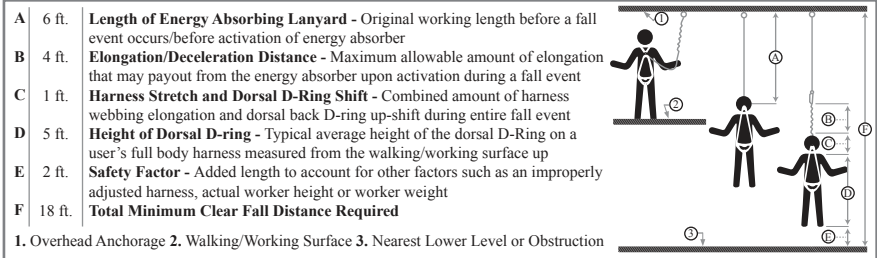 A 6 ft. Length of Energy Absorbing Lanyard - Original working length before a fall
event occurs/before activation of energy absorber
B 4 ft. Elongation/Deceleration Distance - Maximum allowable amount of elongation
that may payout from the energy absorber upon activation during a fall event
C 1 ft. Harness Stretch and Dorsal D-Ring Shift - Combined amount of harness
webbing elongation and dorsal back D-ring up-shift during entire fall event
D 5 ft. Height of Dorsal D-ring - Typical average height of the dorsal D-Ring on a
user's full body harness measured from the walking/working surface up
E 2 ft. Safety Factor - Added length to account for other factors such as an improperly
adjusted harness, actual worker height or worker weight
F 18 ft. Total Minimum Clear Fall Distance Required
1. Overhead Anchorage 2. Walking/Working Surface 3. Nearest Lower Level or Obstruction
1
A
2
B
F
C
D
3
E